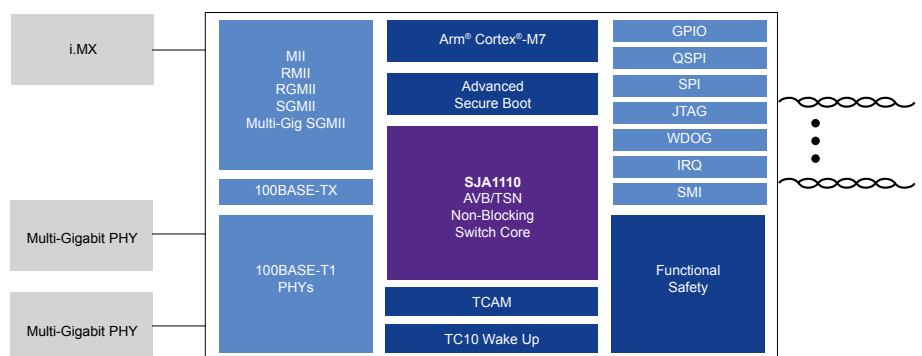 i.MX
Multi-Gigabit PHY
Multi-Gigabit PHY
MII
RMII
RGMII
SGMII
Multi-Gig SGMII
100BASE-TX
100BASE-T1
PHYs
Arm® Cortex®-M7
Advanced
Secure Boot
SJA1110
AVB/TSN
Non-Blocking
Switch Core
TCAM
TC10 Wake Up
GPIO
QSPI
SPI
JTAG
WDOG
IRQ
SMI
Functional
Safety